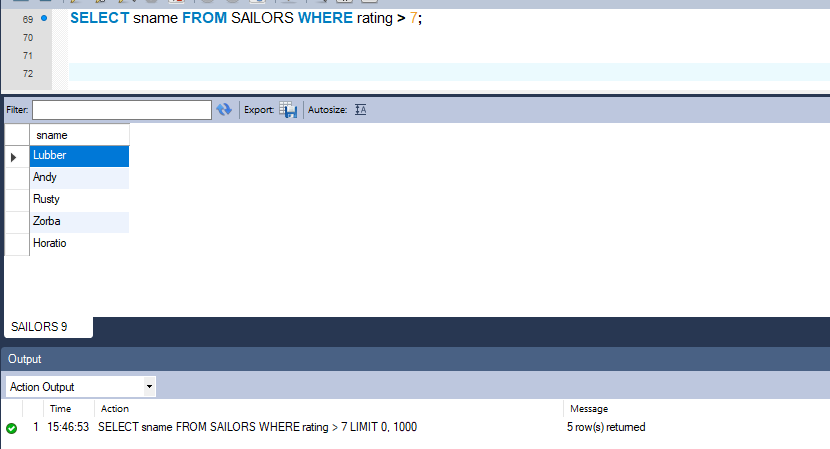 69 SELECT sname FROM SAILORS WHERE rating > 7;
70
71
72
Filter: Export: Autosize:
sname
Lubber
Andy
Rusty
Zorba
Horatio
SAILORS 9
Output
Action Output
Time Action Message
1 15:46:53 SELECT sname FROM SAILORS WHERE rating > 7 LIMIT 0, 1000 5 row(s) returned